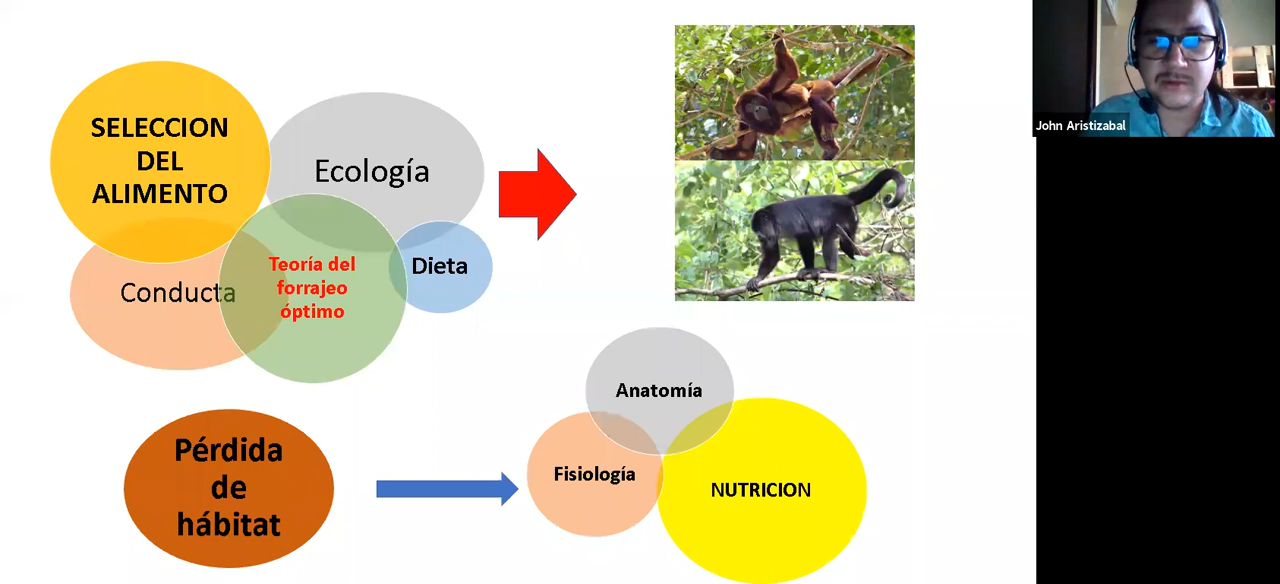 SELECCION
DEL
ALIMENTO
Ecología
Conducta
Teoría del
forrajeo
óptimo
Dieta
Pérdida
de
hábitat
Anatomía
Fisiología
NUTRICION
John Aristizabal